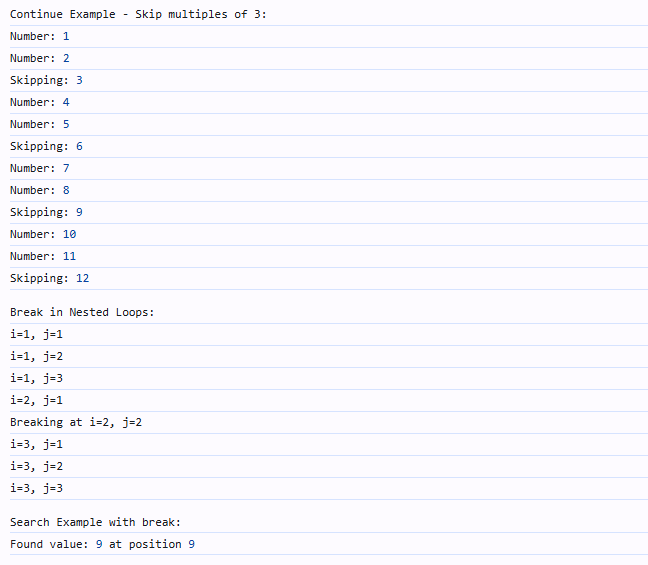 Continue Example - Skip multiples of 3:
Number: 1
Number: 2
Skipping: 3
Number: 4
Number: 5
Skipping: 6
Number: 7
Number: 8
Skipping: 9
Number: 10
Number: 11
Skipping: 12
Break in Nested Loops:
i=1, j=1
i=1, j=2
i=1, j=3
i=2, j=1
Breaking at i=2, j=2
i=3, j=1
i=3, j=2
i=3, j=3
Search Example with break:
Found value: 9 at position 9